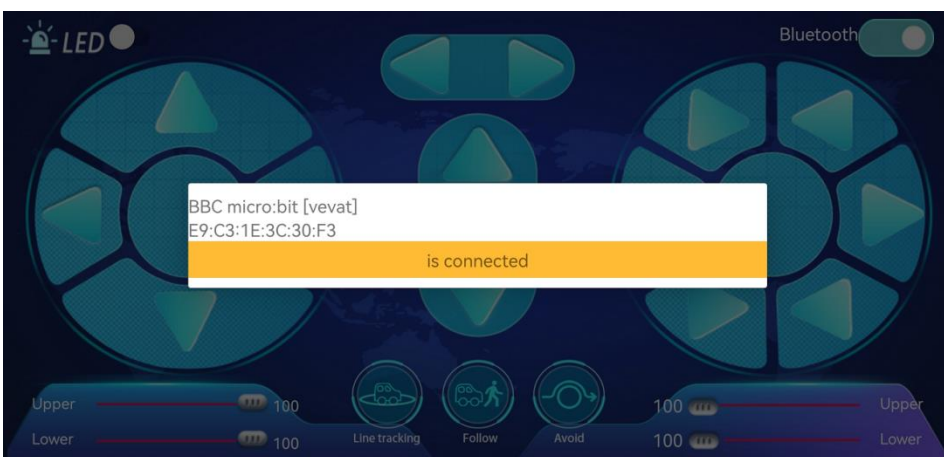 LED
Bluetooth
BBC micro:bit [vevat]
E9:C3:1E:3C:30:F3
is connected
Upper 100
100 Upper
Lower 100
100 Lower
Line tracking
Follow
Avoid